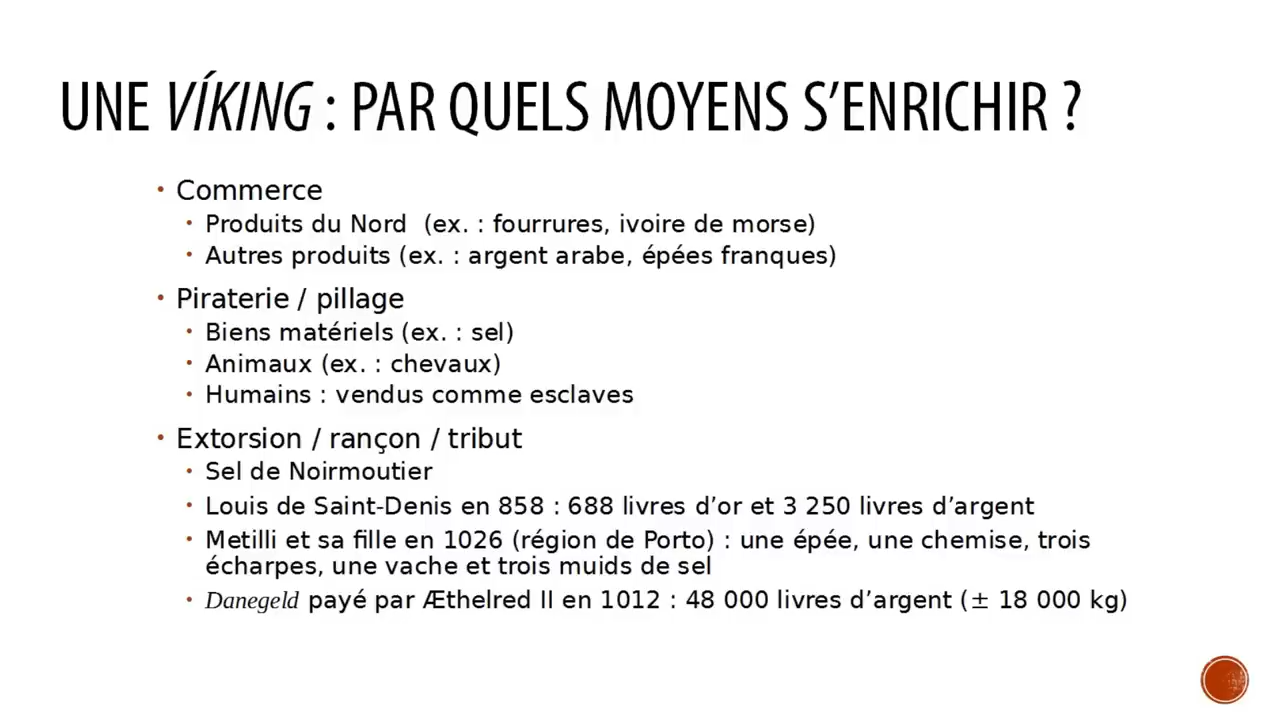 UNE VÍKING : PAR QUELS MOYENS S’ENRICHIR ?
• Commerce
• Produits du Nord  (ex. : fourrures, ivoire de morse)
• Autres produits (ex. : argent arabe, épées franques)
• Piraterie / pillage
• Biens matériels (ex. : sel)
• Animaux (ex. : chevaux)
• Humains : vendus comme esclaves
• Extorsion / rançon / tribut
• Sel de Noirmoutier
• Louis de Saint-Denis en 858 : 688 livres d’or et 3 250 livres d’argent
• Metilli et sa fille en 1026 (région de Porto) : une épée, une chemise, trois
écharpes, une vache et trois muids de sel
• Danegeld payé par Æthelred II en 1012 : 48 000 livres d’argent (± 18 000 kg)